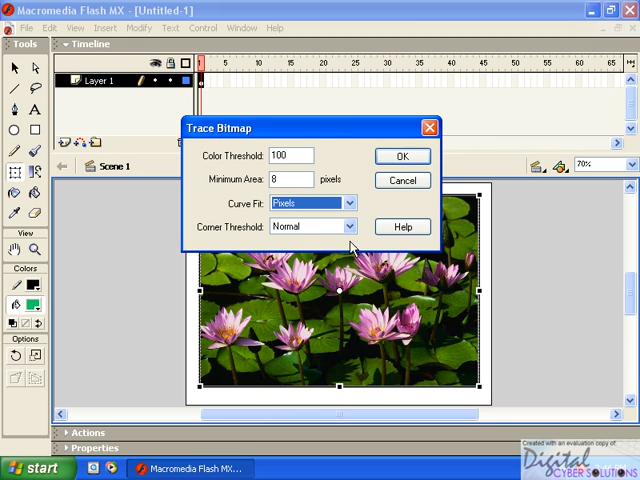 Macromedia Flash MX - [Untitled-1]
File Edit View Insert Modify Text Control Window Help
Tools
Timeline
1 5 10 15 20 25 30 35 40 45 50 55 60 65
Layer 1
Trace Bitmap
Color Threshold: 100
OK
Minimum Area: 8 pixels
Cancel
Curve Fit: Pixels
Corner Threshold: Normal
Help
Scene 1
70%
View
Colors
Options
Actions
Properties
start
Macromedia Flash MX...
Created with an evaluation copy of
Digital
CYBER SOLUTIONS